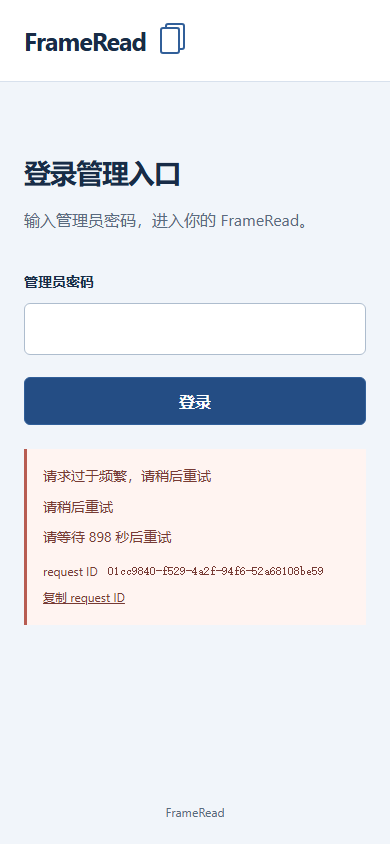 FrameRead
登录管理入口
输入管理员密码，进入你的 FrameRead。
管理员密码
登录
请求过于频繁，请稍后重试
请稍后重试
请等待 898 秒后重试
request ID 01cc9840-f529-4a2f-94f6-52a68108be59
复制 request ID
FrameRead